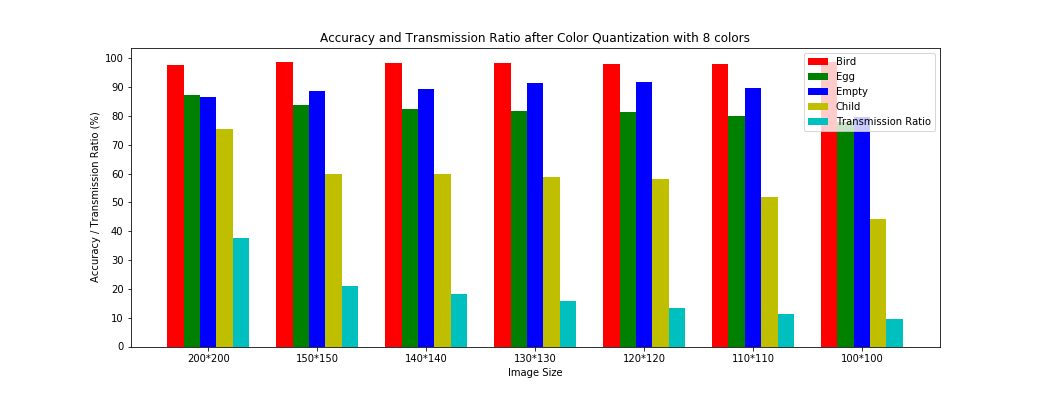 Accuracy and Transmission Ratio after Color Quantization with 8 colors
Accuracy / Transmission Ratio (%)
100
90
80
70
60
50
40
30
20
10
0
Bird
Egg
Empty
Child
Transmission Ratio
200*200
150*150
140*140
130*130
120*120
110*110
100*100
Image Size